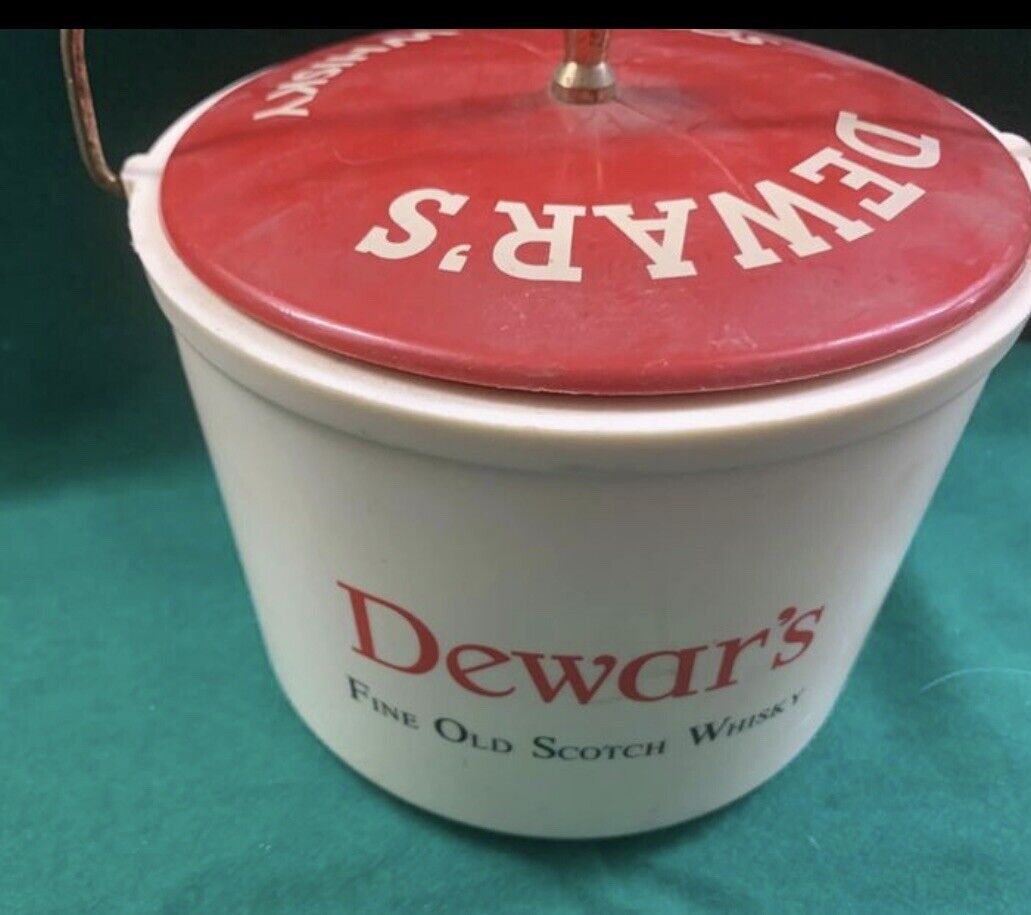 WHISKY
DEWAR'S
Dewar's
FINE OLD SCOTCH WHISKY